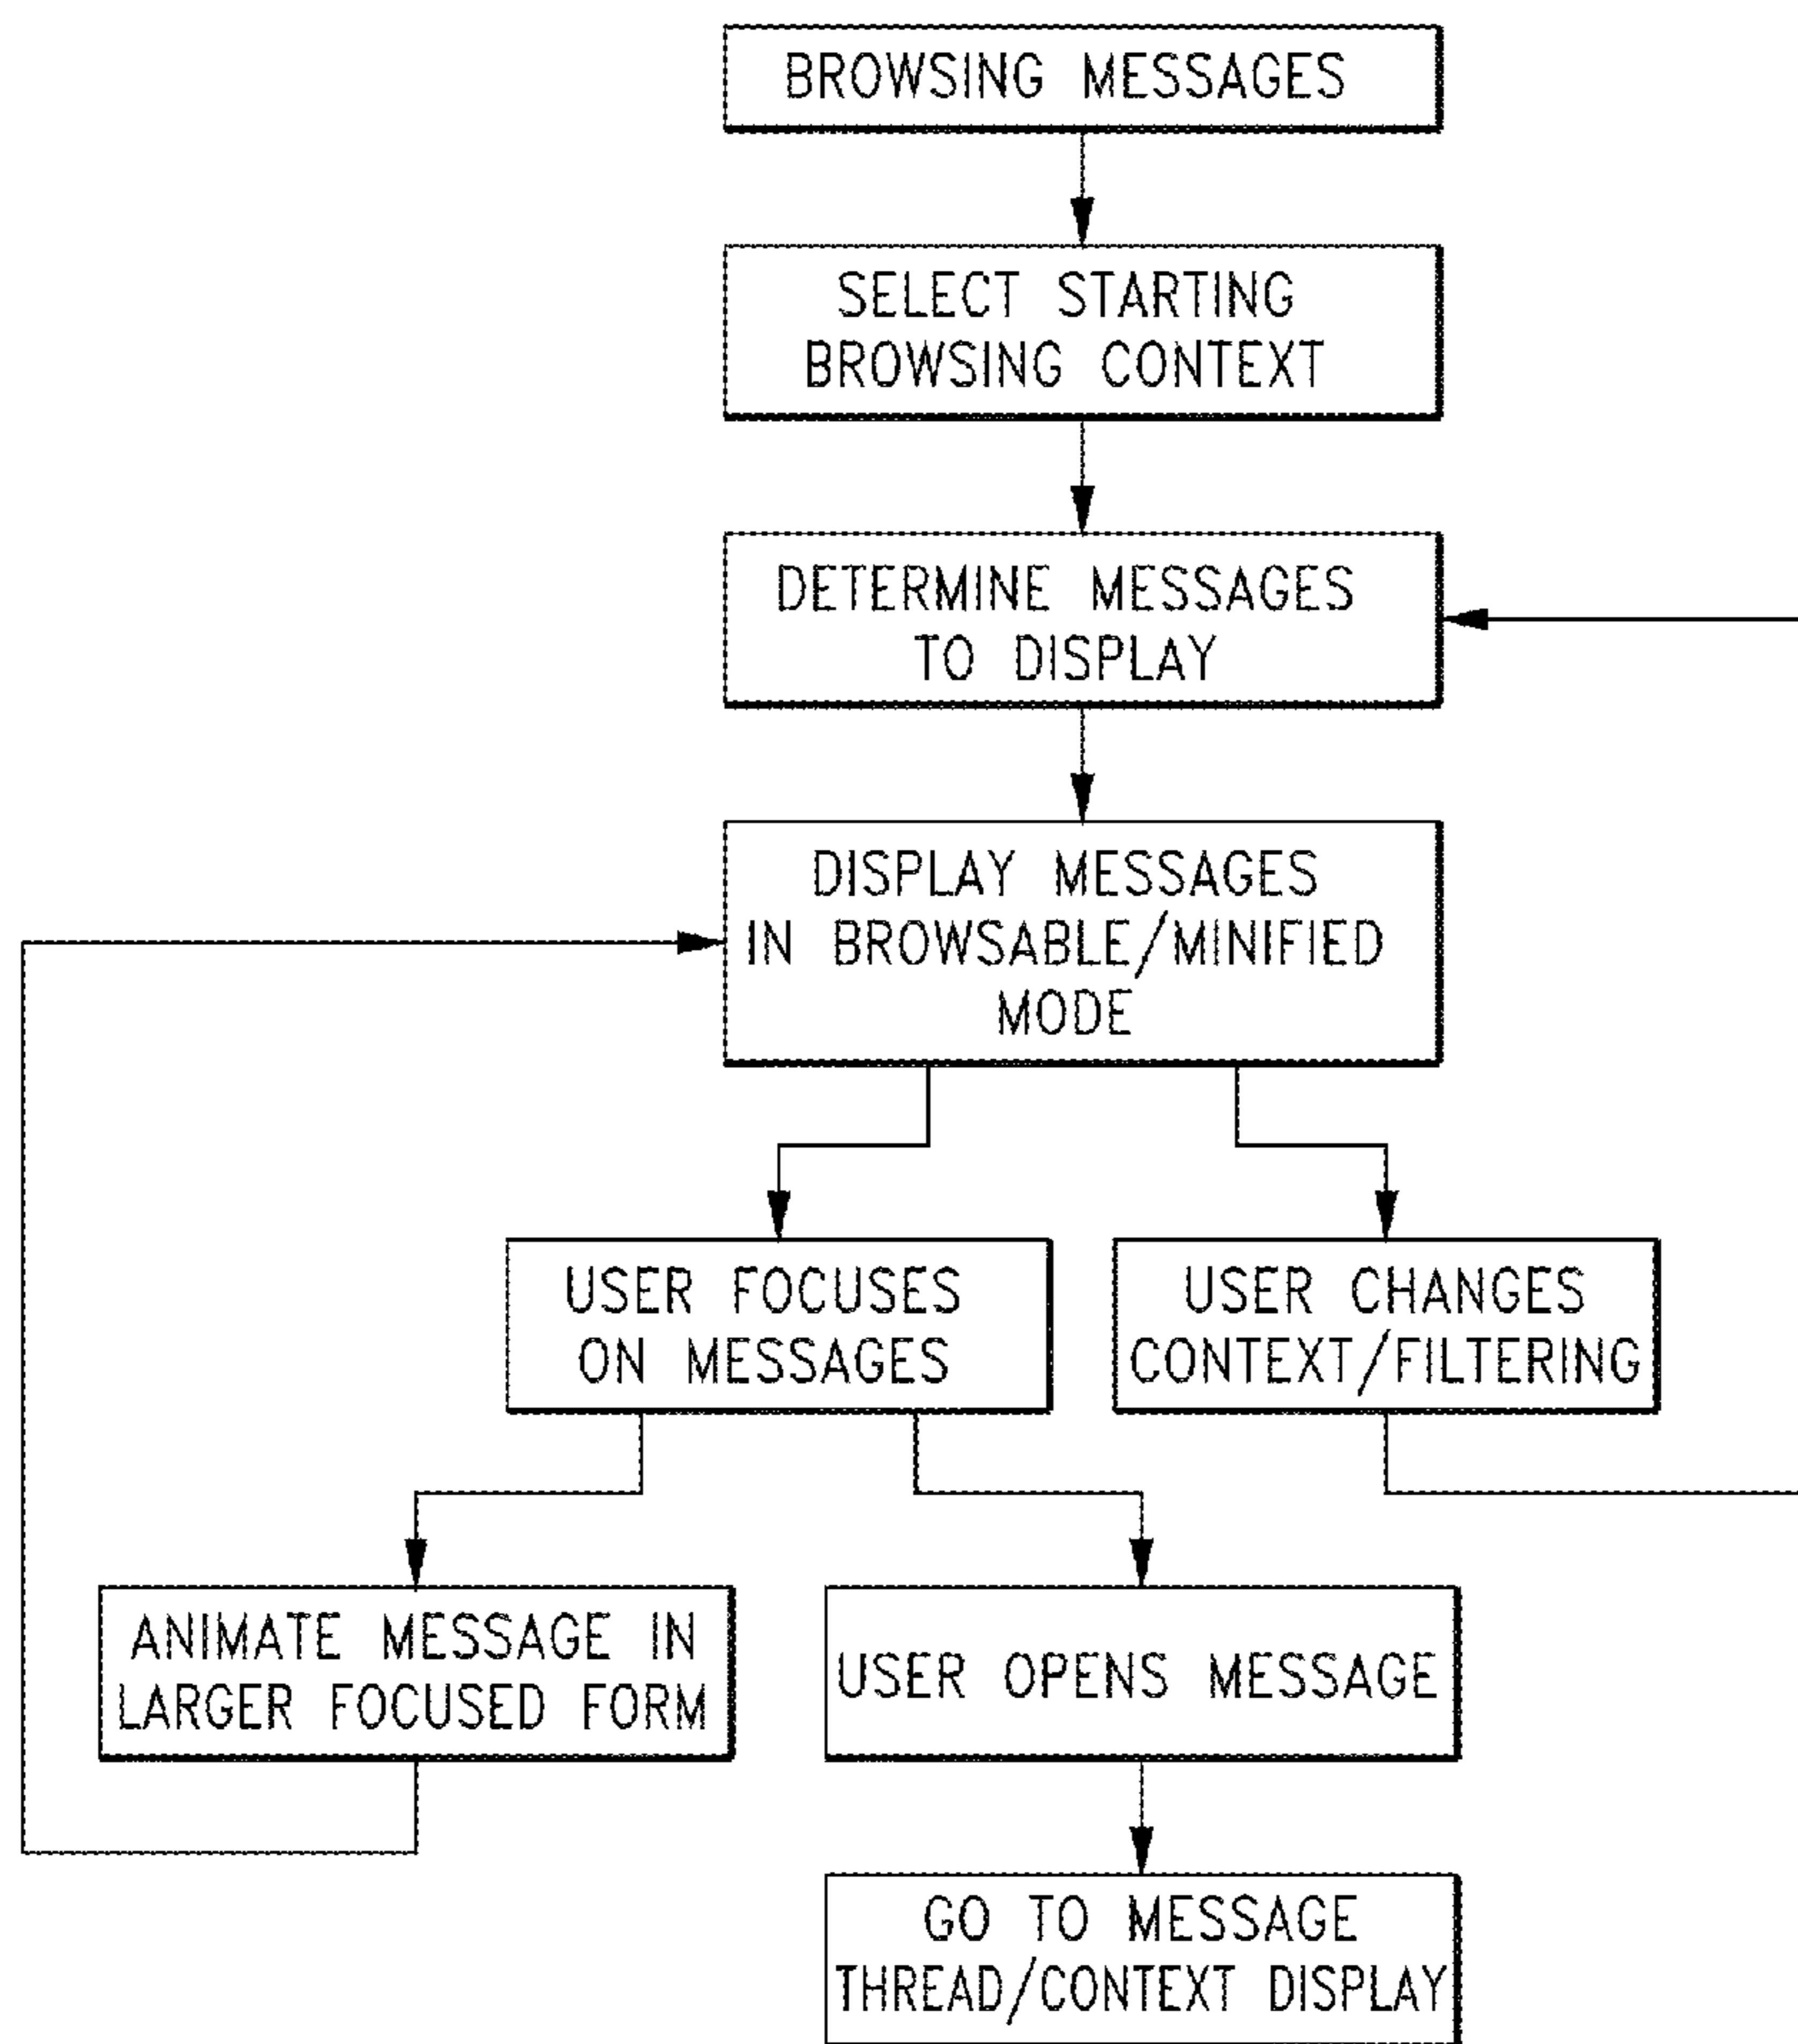 BROWSING MESSAGES
SELECT STARTING
BROWSING CONTEXT
DETERMINE MESSAGES
TO DISPLAY
DISPLAY MESSAGES
IN BROWSABLE/MINIFIED
MODE
USER FOCUSES
ON MESSAGES
USER CHANGES
CONTEXT/FILTERING
ANIMATE MESSAGE IN
LARGER FOCUSED FORM
USER OPENS MESSAGE
GO TO MESSAGE
THREAD/CONTEXT DISPLAY